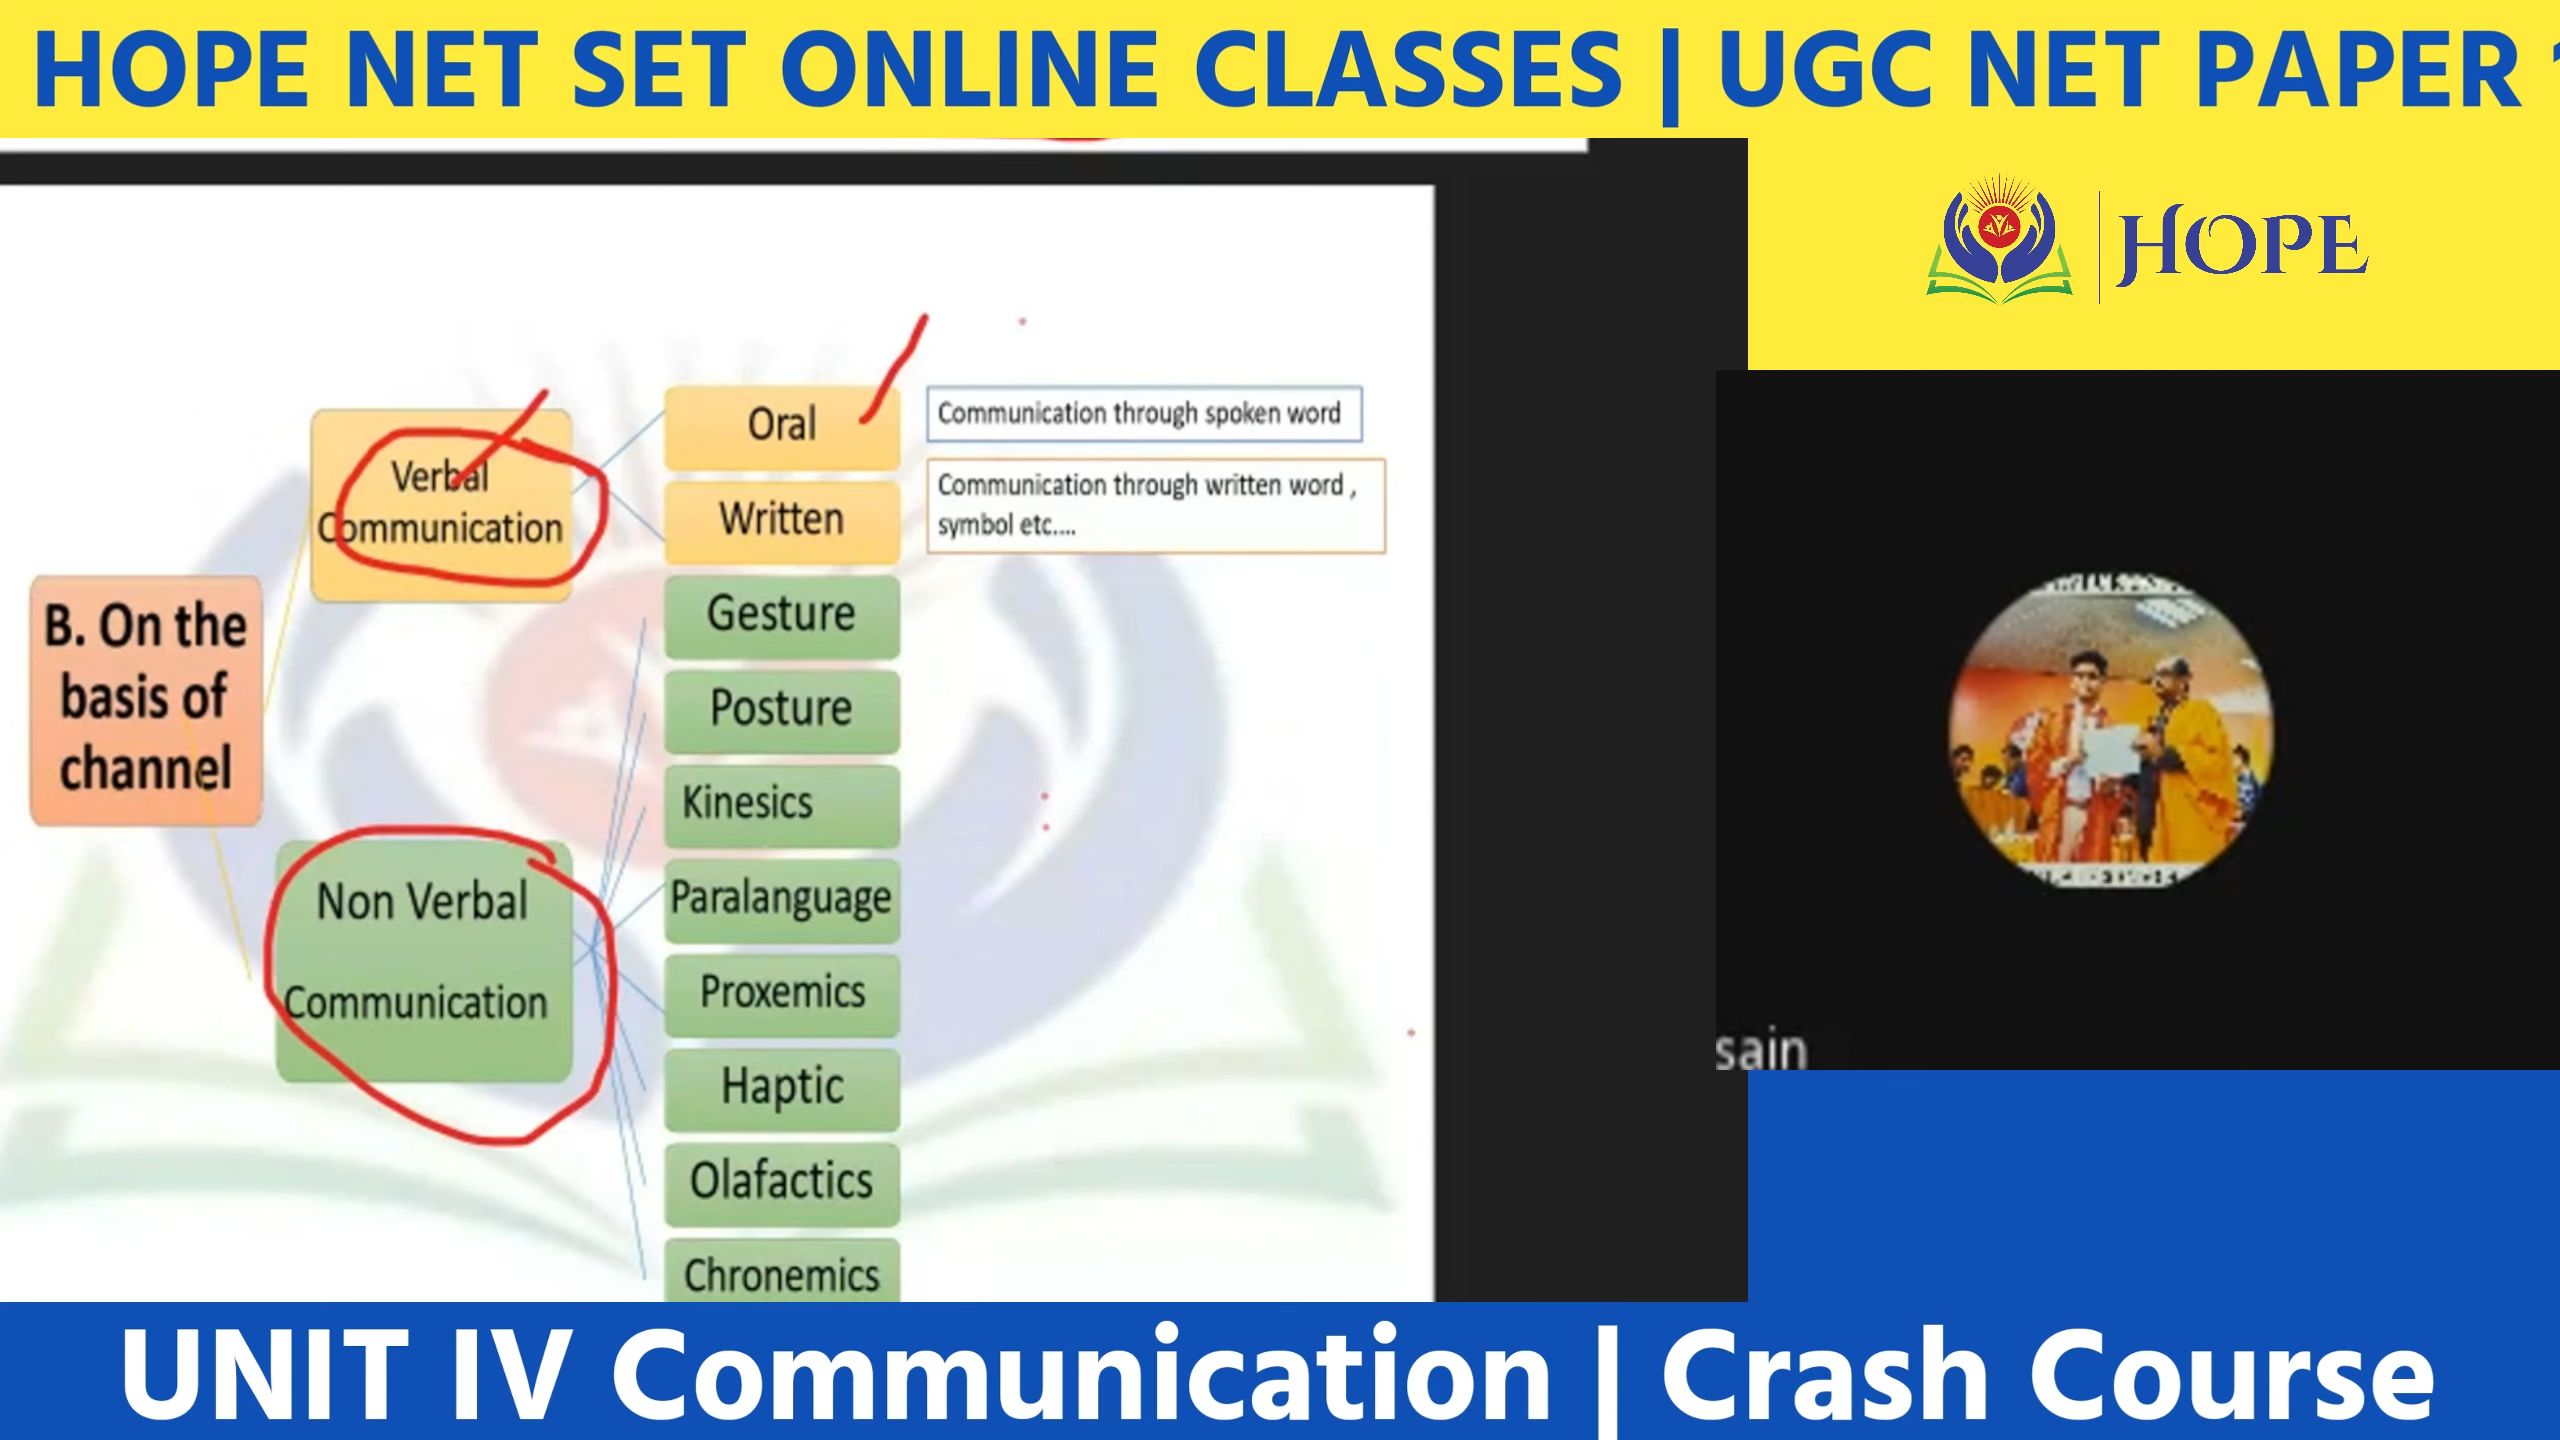 HOPE NET SET ONLINE CLASSES | UGC NET PAPER
HOPE
Oral
Communication through spoken word
Verbal
Communication
Written
Communication through written word ,
symbol etc....
B. On the
basis of
channel
Gesture
Posture
Kinesics
Paralanguage
Non Verbal
Communication
Proxemics
Haptic
Olafactics
Chronemics
sain
UNIT IV Communication | Crash Course